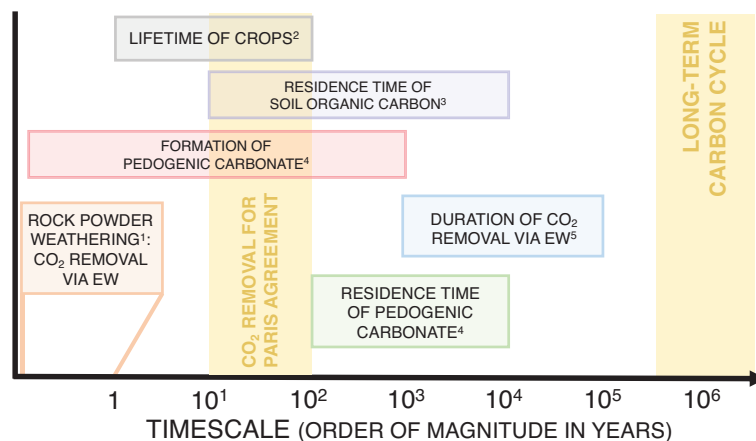 LIFETIME OF CROPS²
RESIDENCE TIME OF
SOIL ORGANIC CARBON³
FORMATION OF
PEDOGENIC CARBONATE⁴
ROCK POWDER
WEATHERING¹:
CO₂ REMOVAL
VIA EW
CO₂ REMOVAL FOR
PARIS AGREEMENT
DURATION OF CO₂
REMOVAL VIA EW⁵
RESIDENCE TIME
OF PEDOGENIC
CARBONATE⁴
LONG-TERM
CARBON CYCLE
1 10¹ 10² 10³ 10⁴ 10⁵ 10⁶
TIMESCALE (ORDER OF MAGNITUDE IN YEARS)